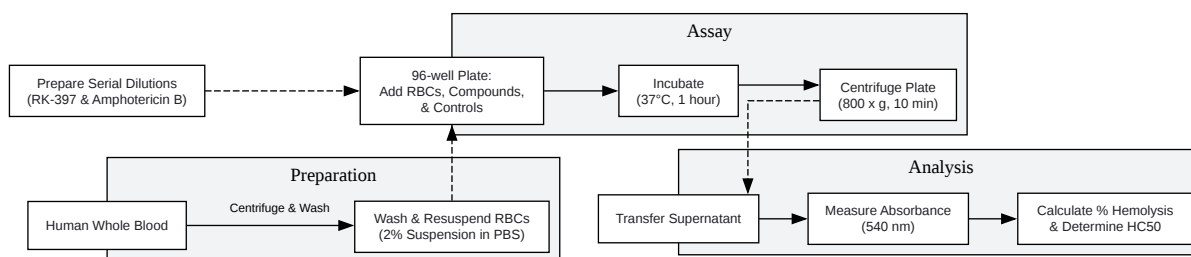 Assay
Prepare Serial Dilutions
(RK-397 & Amphotericin B)
96-well Plate:
Add RBCs, Compounds,
& Controls
Incubate
(37°C, 1 hour)
Centrifuge Plate
(800 x g, 10 min)
Preparation
Human Whole Blood
Centrifuge & Wash
Wash & Resuspend RBCs
(2% Suspension in PBS)
Analysis
Transfer Supernatant
Measure Absorbance
(540 nm)
Calculate % Hemolysis
& Determine HC50